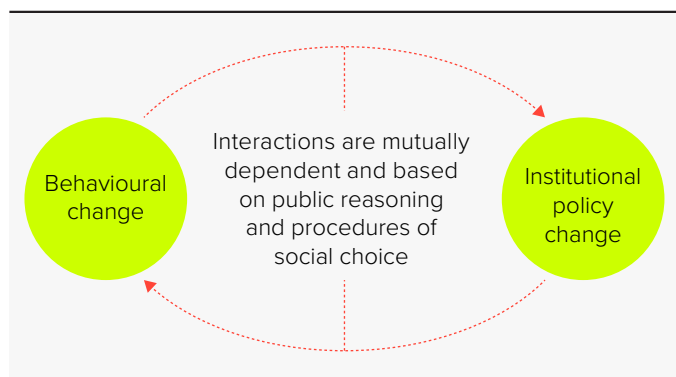 Behavioural
change
Interactions are mutually
dependent and based
on public reasoning
and procedures of
social choice
Institutional
policy
change